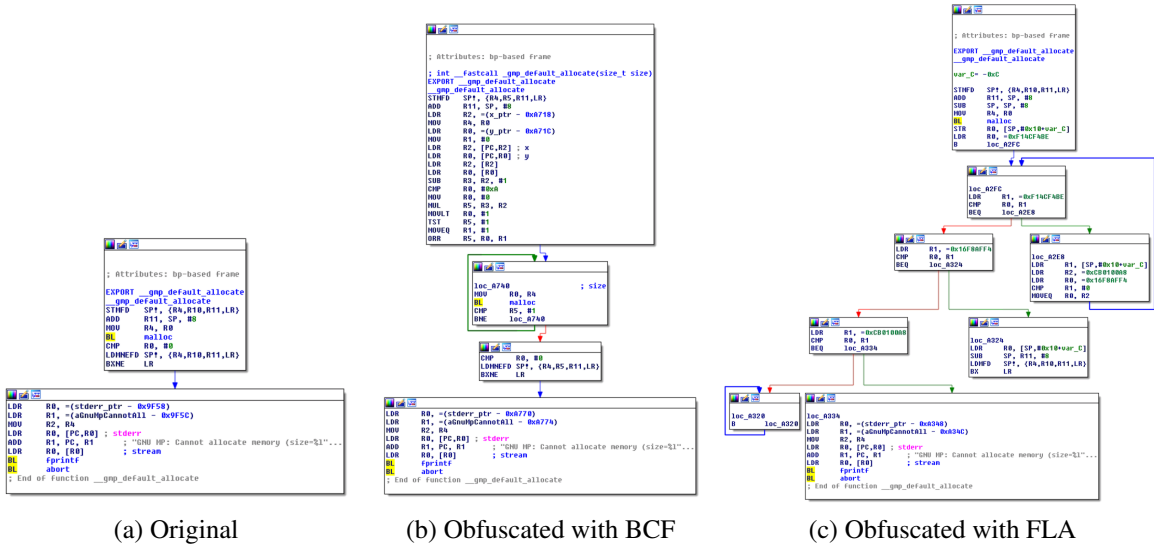 ; Attributes: bp-based frame
EXPORT __gmp_default_allocate
__gmp_default_allocate
STMFD SP!, {R4,R10,R11,LR}
ADD R11, SP, #8
MOV R4, R0
BL malloc
CMP R0, #0
LDMNEFD SP!, {R4,R10,R11,LR}
BXNE LR
LDR R0, =(stderr_ptr - 0x9F58)
LDR R1, =(aGnuMpCannotAll - 0x9F5C)
MOV R2, R4
LDR R0, [PC,R0] ; stderr
ADD R1, PC, R1 ; "GNU MP: Cannot allocate memory (size=%l"...
LDR R0, [R0] ; stream
BL fprintf
BL abort
; End of function __gmp_default_allocate
(a) Original
; Attributes: bp-based frame
; int __fastcall _gmp_default_allocate(size_t size)
EXPORT __gmp_default_allocate
__gmp_default_allocate
STMFD SP!, {R4,R5,R11,LR}
ADD R11, SP, #8
LDR R2, =(x_ptr - 0xA718)
MOV R4, R0
LDR R0, =(y_ptr - 0xA71C)
MOV R1, #0
LDR R2, [PC,R2] ; x
LDR R0, [PC,R0] ; y
LDR R2, [R2]
LDR R0, [R0]
SUB R3, R2, #1
CMP R0, #0xA
MOV R0, #0
MUL R5, R3, R2
MOVLT R0, #1
TST R5, #1
MOVEQ R1, #1
ORR R5, R0, R1
loc_A740 ; size
MOV R0, R4
BL malloc
CMP R5, #1
BNE loc_A740
CMP R0, #0
LDMNEFD SP!, {R4,R5,R11,LR}
BXNE LR
LDR R0, =(stderr_ptr - 0xA770)
LDR R1, =(aGnuMpCannotAll - 0xA774)
MOV R2, R4
LDR R0, [PC,R0] ; stderr
ADD R1, PC, R1 ; "GNU MP: Cannot allocate memory (size=%l"...
LDR R0, [R0] ; stream
BL fprintf
BL abort
; End of function __gmp_default_allocate
(b) Obfuscated with BCF
; Attributes: bp-based frame
EXPORT __gmp_default_allocate
__gmp_default_allocate
var_C= -0xC
STMFD SP!, {R4,R10,R11,LR}
ADD R11, SP, #8
SUB SP, SP, #8
MOV R4, R0
BL malloc
STR R0, [SP,#0x10+var_C]
LDR R0, =0xF14CF4BE
B loc_A2FC
loc_A2FC
LDR R1, =0xF14CF4BE
CMP R0, R1
BEQ loc_A2E8
LDR R1, =0x16F8AFF4
CMP R0, R1
BEQ loc_A324
loc_A2E8
LDR R1, [SP,#0x10+var_C]
LDR R2, =0xCB0100A8
LDR R0, =0x16F8AFF4
CMP R1, #0
MOVEQ R0, R2
LDR R1, =0xCB0100A8
CMP R0, R1
BEQ loc_A334
loc_A324
LDR R0, [SP,#0x10+var_C]
SUB SP, R11, #8
LDMFD SP!, {R4,R10,R11,LR}
BX LR
loc_A320
B loc_A320
loc_A334
LDR R0, =(stderr_ptr - 0xA348)
LDR R1, =(aGnuMpCannotAll - 0xA34C)
MOV R2, R4
LDR R0, [PC,R0] ; stderr
ADD R1, PC, R1 ; "GNU MP: Cannot allocate memory (size=%l"...
LDR R0, [R0] ; stream
BL fprintf
BL abort
; End of function __gmp_default_allocate
(c) Obfuscated with FLA